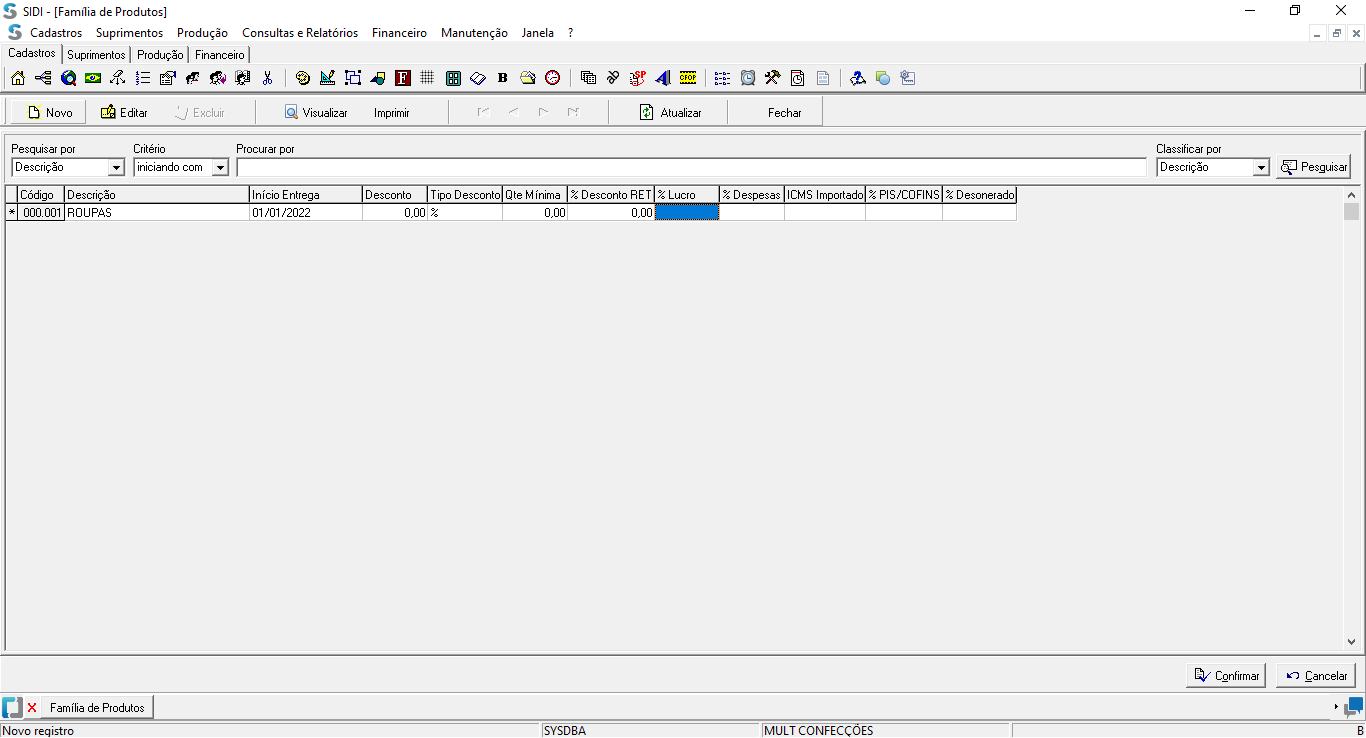 SIDI - [Família de Produtos]
Cadastros Suprimentos Produção Consultas e Relatórios Financeiro Manutenção Janela ?
Cadastros Suprimentos Produção Financeiro
F B SP CFOP
Novo Editar Excluir Visualizar Imprimir Atualizar Fechar
Pesquisar por Critério Procurar por Classificar por
Descrição iniciando com Descrição Pesquisar
Código Descrição Início Entrega Desconto Tipo Desconto Qte Mínima % Desconto RET % Lucro % Despesas ICMS Importado % PIS/COFINS % Desonerado
* 000.001 ROUPAS 01/01/2022 0,00 % 0,00 0,00
Confirmar Cancelar
Família de Produtos
Novo registro SYSDBA MULT CONFECÇÕES B